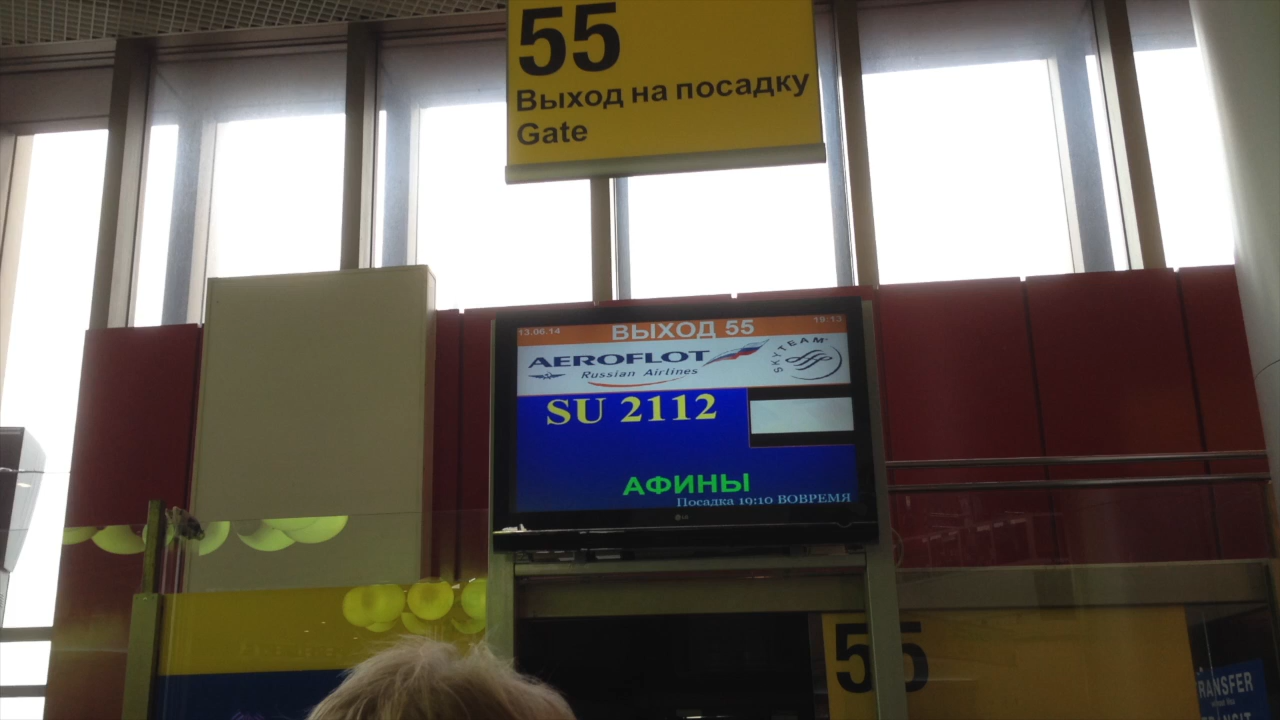 55
Выход на посадку
Gate
13.06.14 ВЫХОД 55 19:13
AEROFLOT
Russian Airlines
SKYTEAM
SU 2112
АФИНЫ
Посадка 19:10 ВОВРЕМЯ
LG
55
TRANSFER
TRANSIT